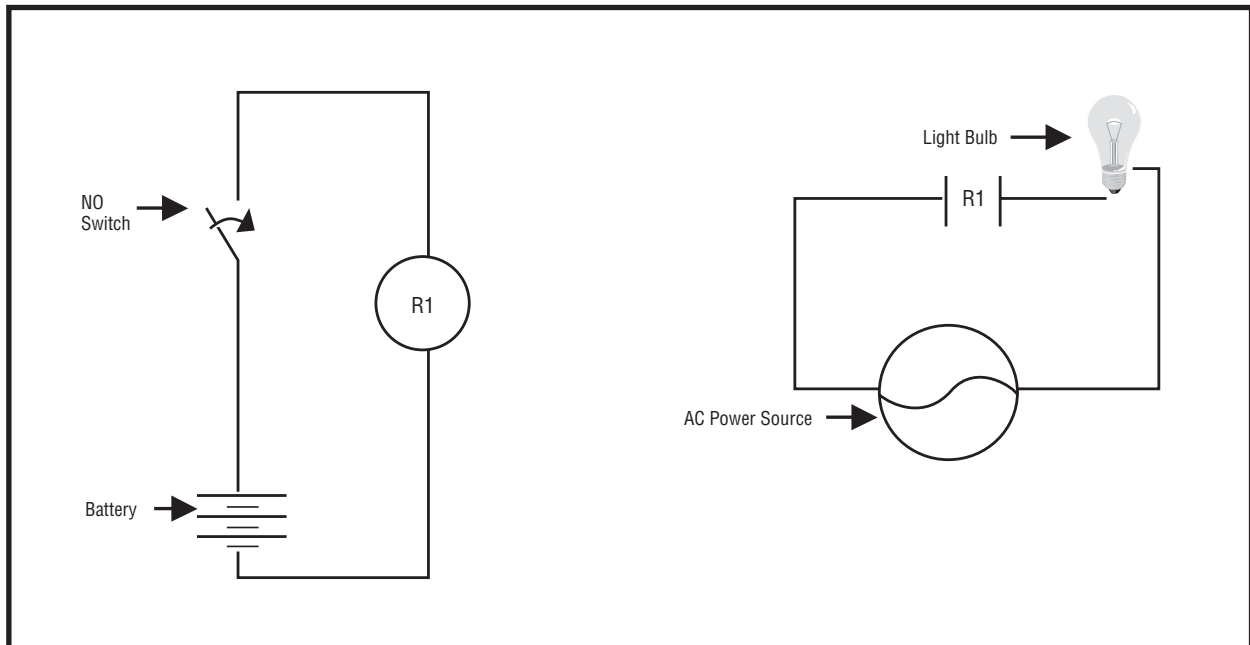 NO
Switch
R1
Battery
Light Bulb
R1
AC Power Source